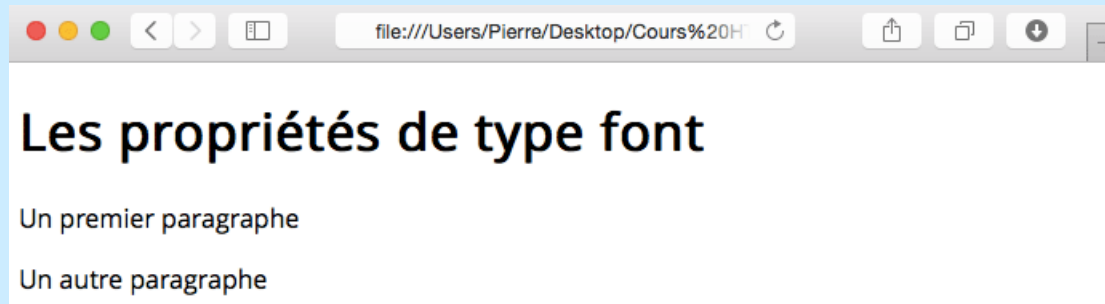 file:///Users/Pierre/Desktop/Cours%20H
Les propriétés de type font
Un premier paragraphe
Un autre paragraphe